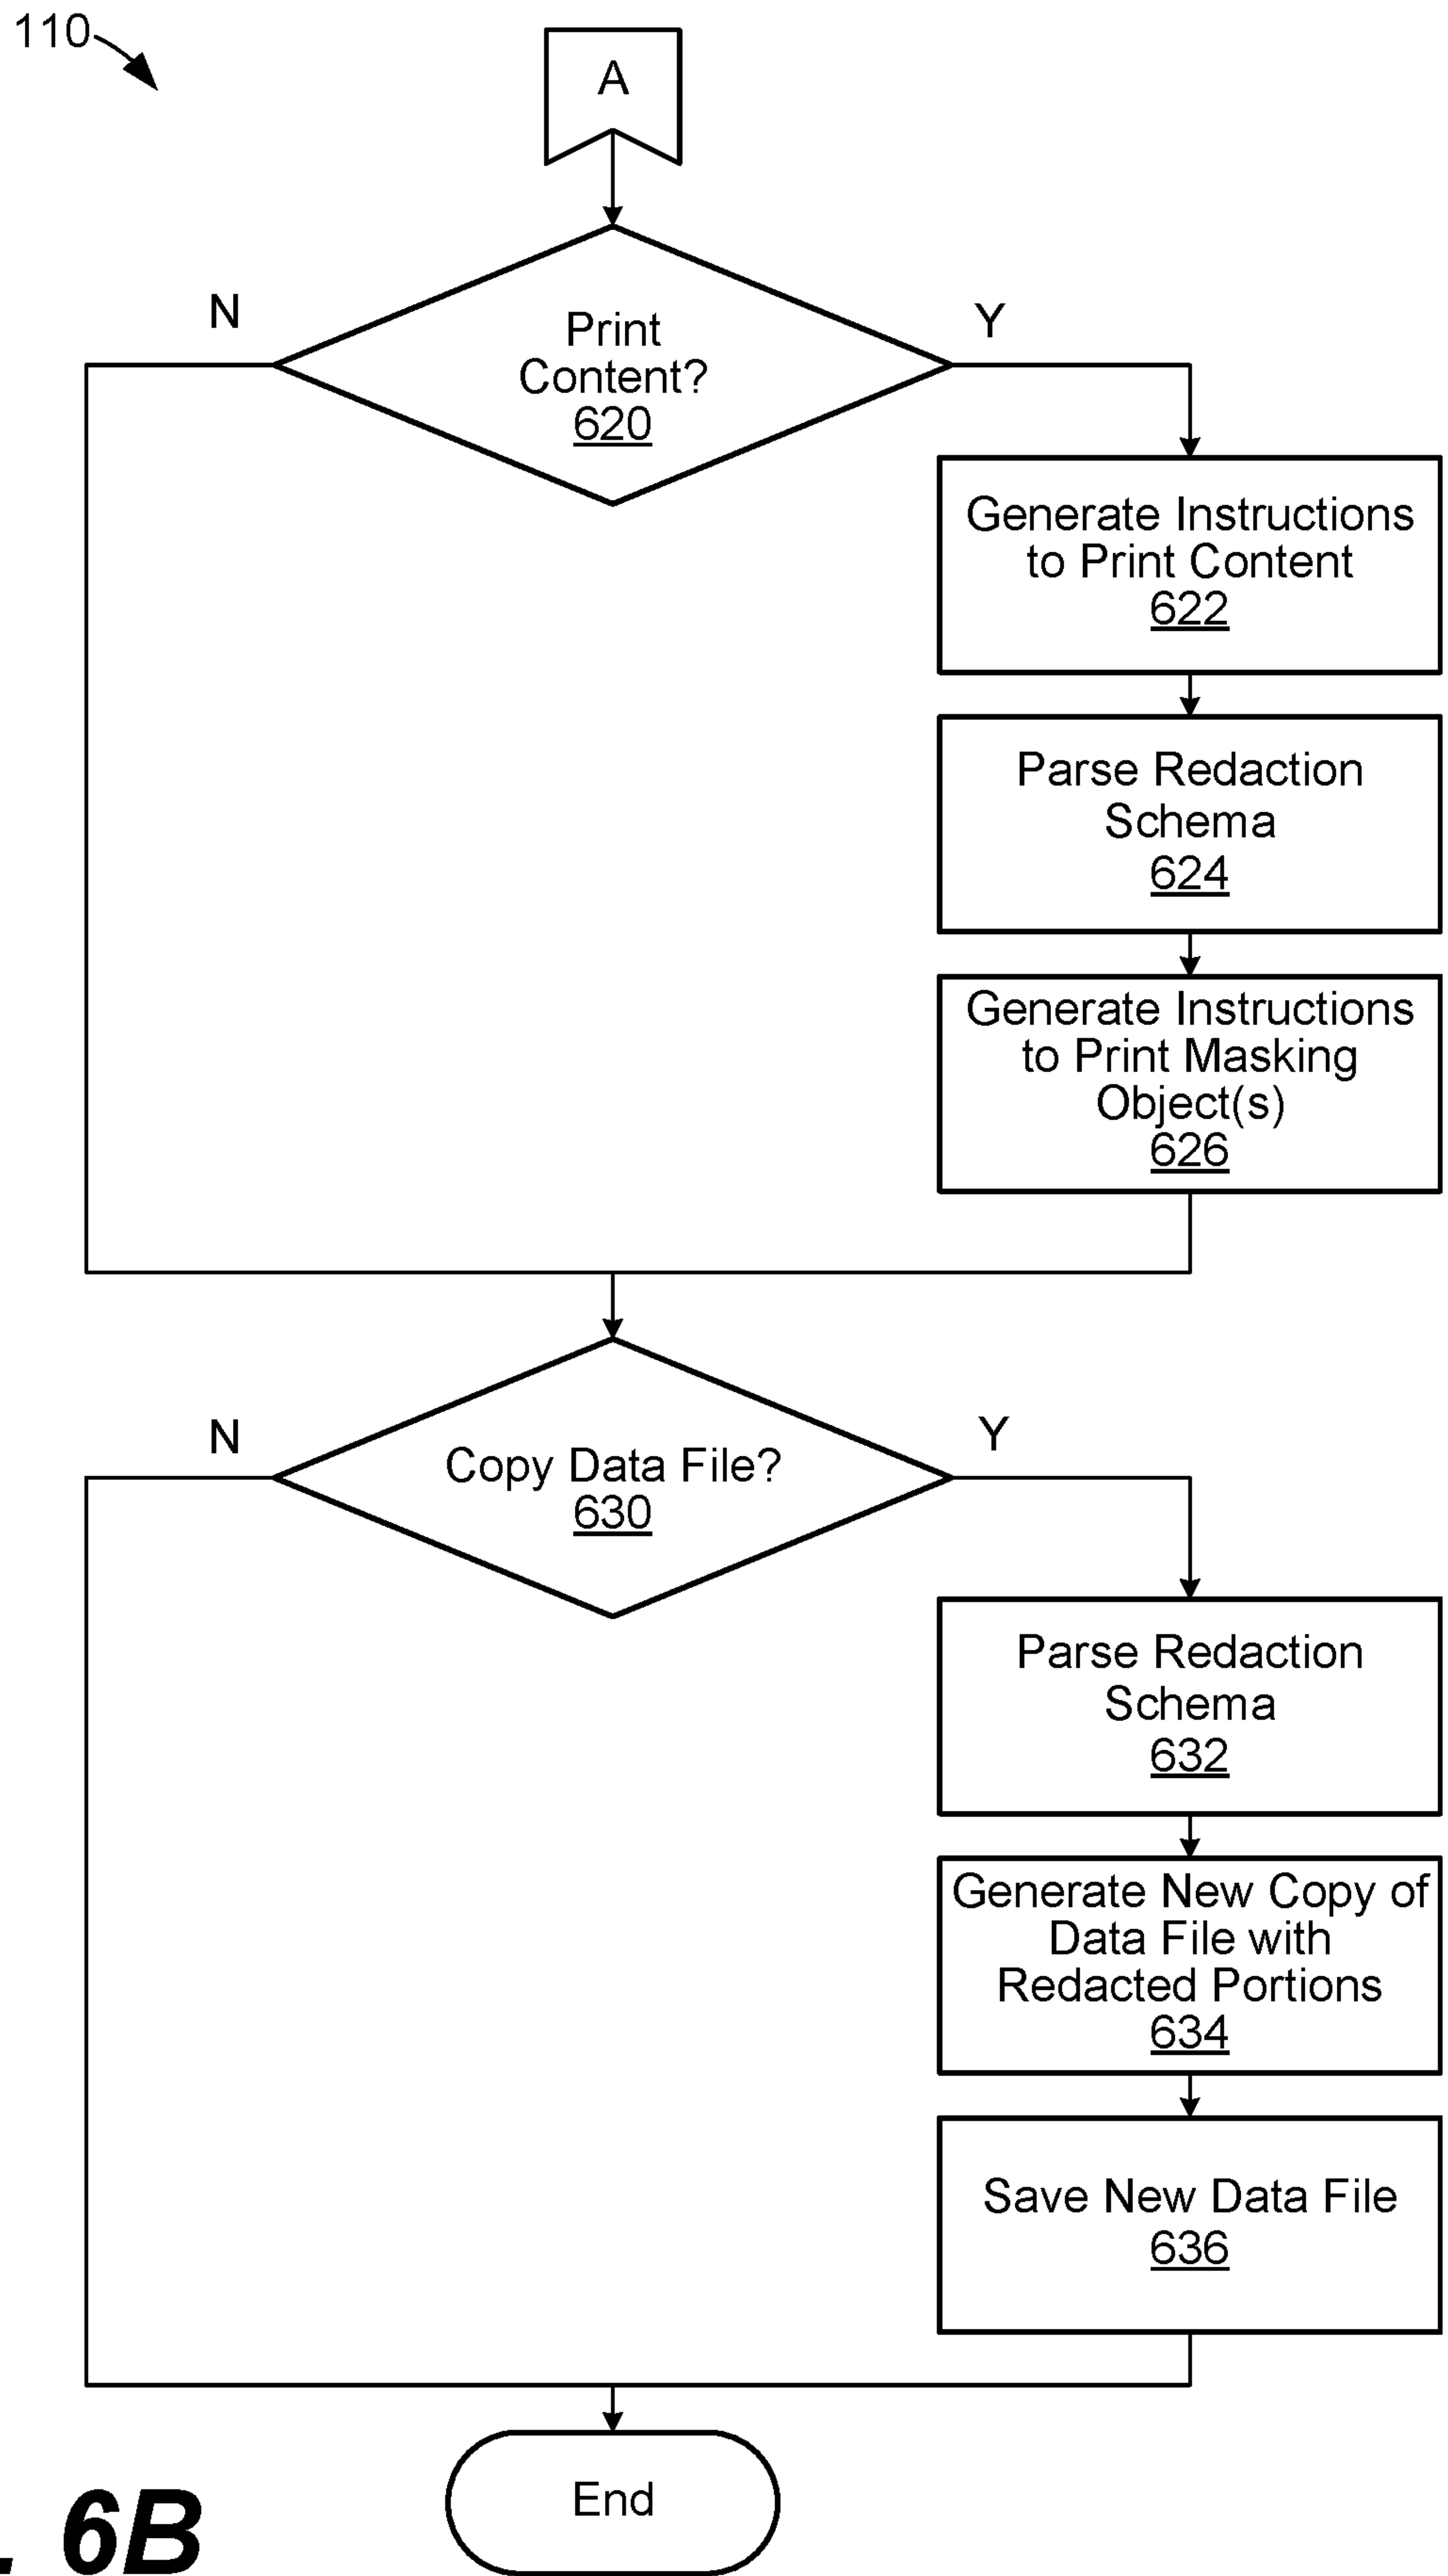 110
A
N
Y
Print
Content?
620
Generate Instructions
to Print Content
622
Parse Redaction
Schema
624
Generate Instructions
to Print Masking
Object(s)
626
N
Y
Copy Data File?
630
Parse Redaction
Schema
632
Generate New Copy of
Data File with
Redacted Portions
634
Save New Data File
636
End
. 6B